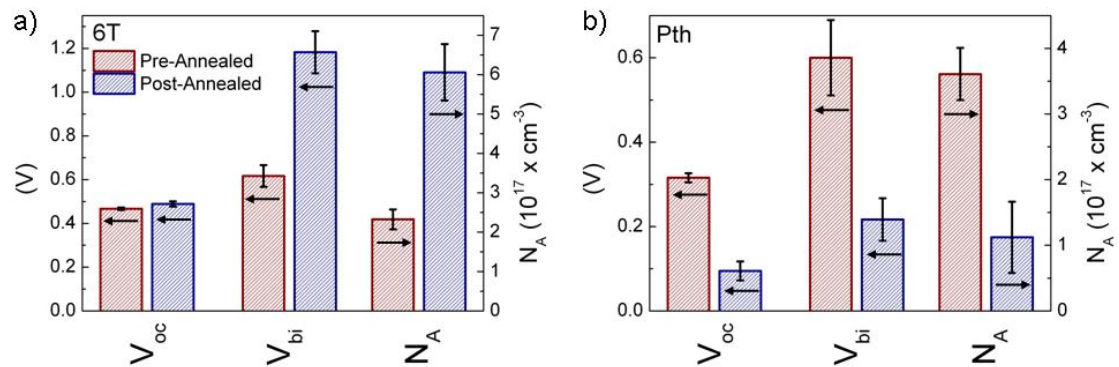 a)
6T
Pre-Annealed
Post-Annealed
(V)
0.0
0.2
0.4
0.6
0.8
1.0
1.2
V_oc
V_bi
N_A
0
1
2
3
4
5
6
7
N_A (10^17 x cm^-3)
b)
Pth
(V)
0.0
0.2
0.4
0.6
V_oc
V_bi
N_A
0
1
2
3
4
N_A (10^17 x cm^-3)